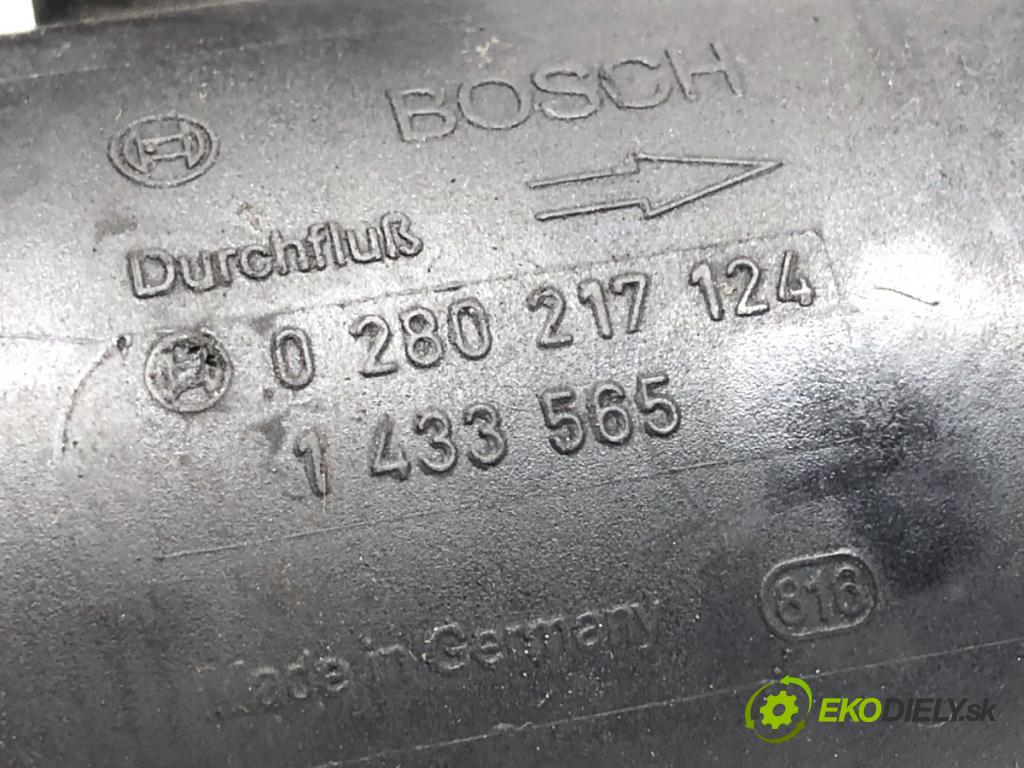 BOSCH
Durchfluß
0 280 217 124
1 433 565
Made in Germany
816
EKODIELY.sk